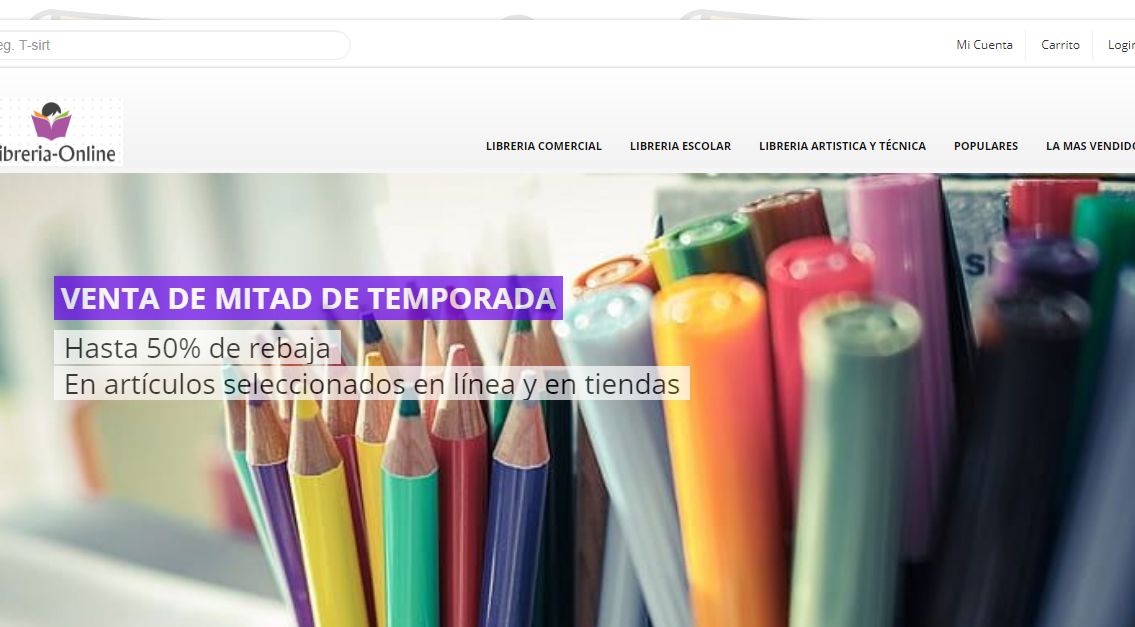 eg. T-sirt
Mi Cuenta
Carrito
Login
ibreria-Online
LIBRERIA COMERCIAL
LIBRERIA ESCOLAR
LIBRERIA ARTISTICA Y TÉCNICA
POPULARES
LA MAS VENDIDO
VENTA DE MITAD DE TEMPORADA
Hasta 50% de rebaja
En artículos seleccionados en línea y en tiendas